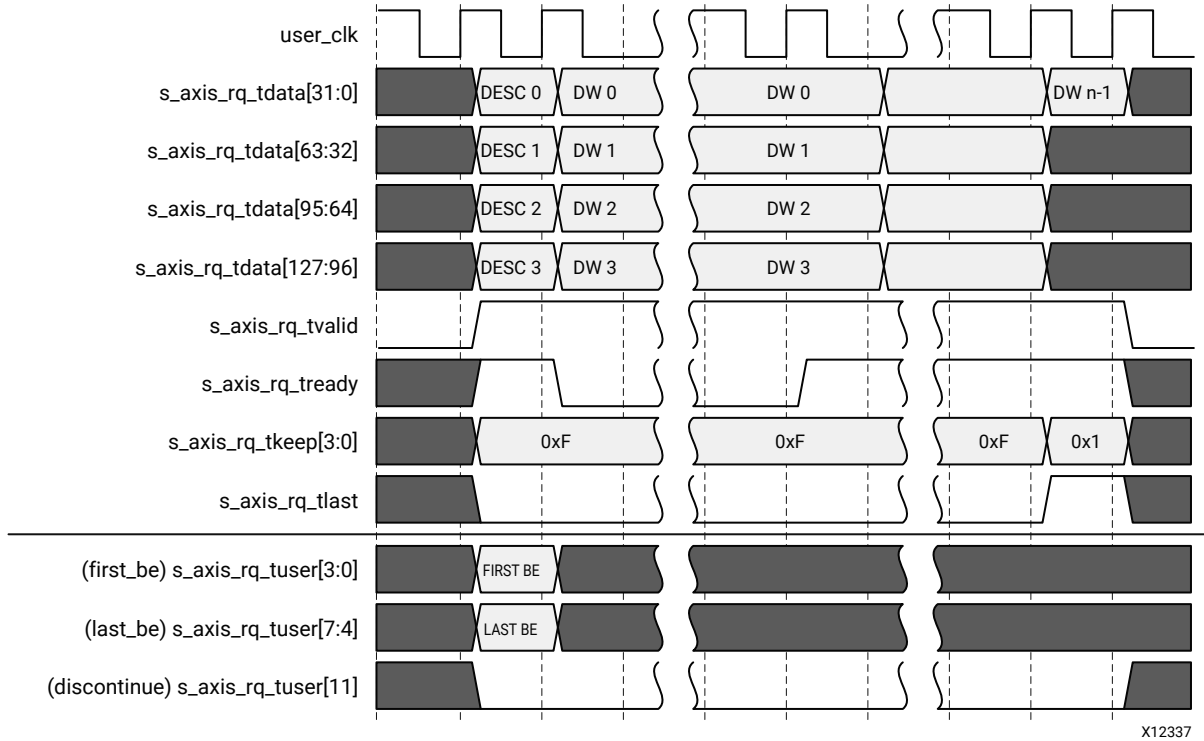 user_clk
s_axis_rq_tdata[31:0] DESC 0 DW 0 DW 0 DW n-1
s_axis_rq_tdata[63:32] DESC 1 DW 1 DW 1
s_axis_rq_tdata[95:64] DESC 2 DW 2 DW 2
s_axis_rq_tdata[127:96] DESC 3 DW 3 DW 3
s_axis_rq_tvalid
s_axis_rq_tready
s_axis_rq_tkeep[3:0] 0xF 0xF 0xF 0x1
s_axis_rq_tlast
(first_be) s_axis_rq_tuser[3:0] FIRST BE
(last_be) s_axis_rq_tuser[7:4] LAST BE
(discontinue) s_axis_rq_tuser[11]
X12337